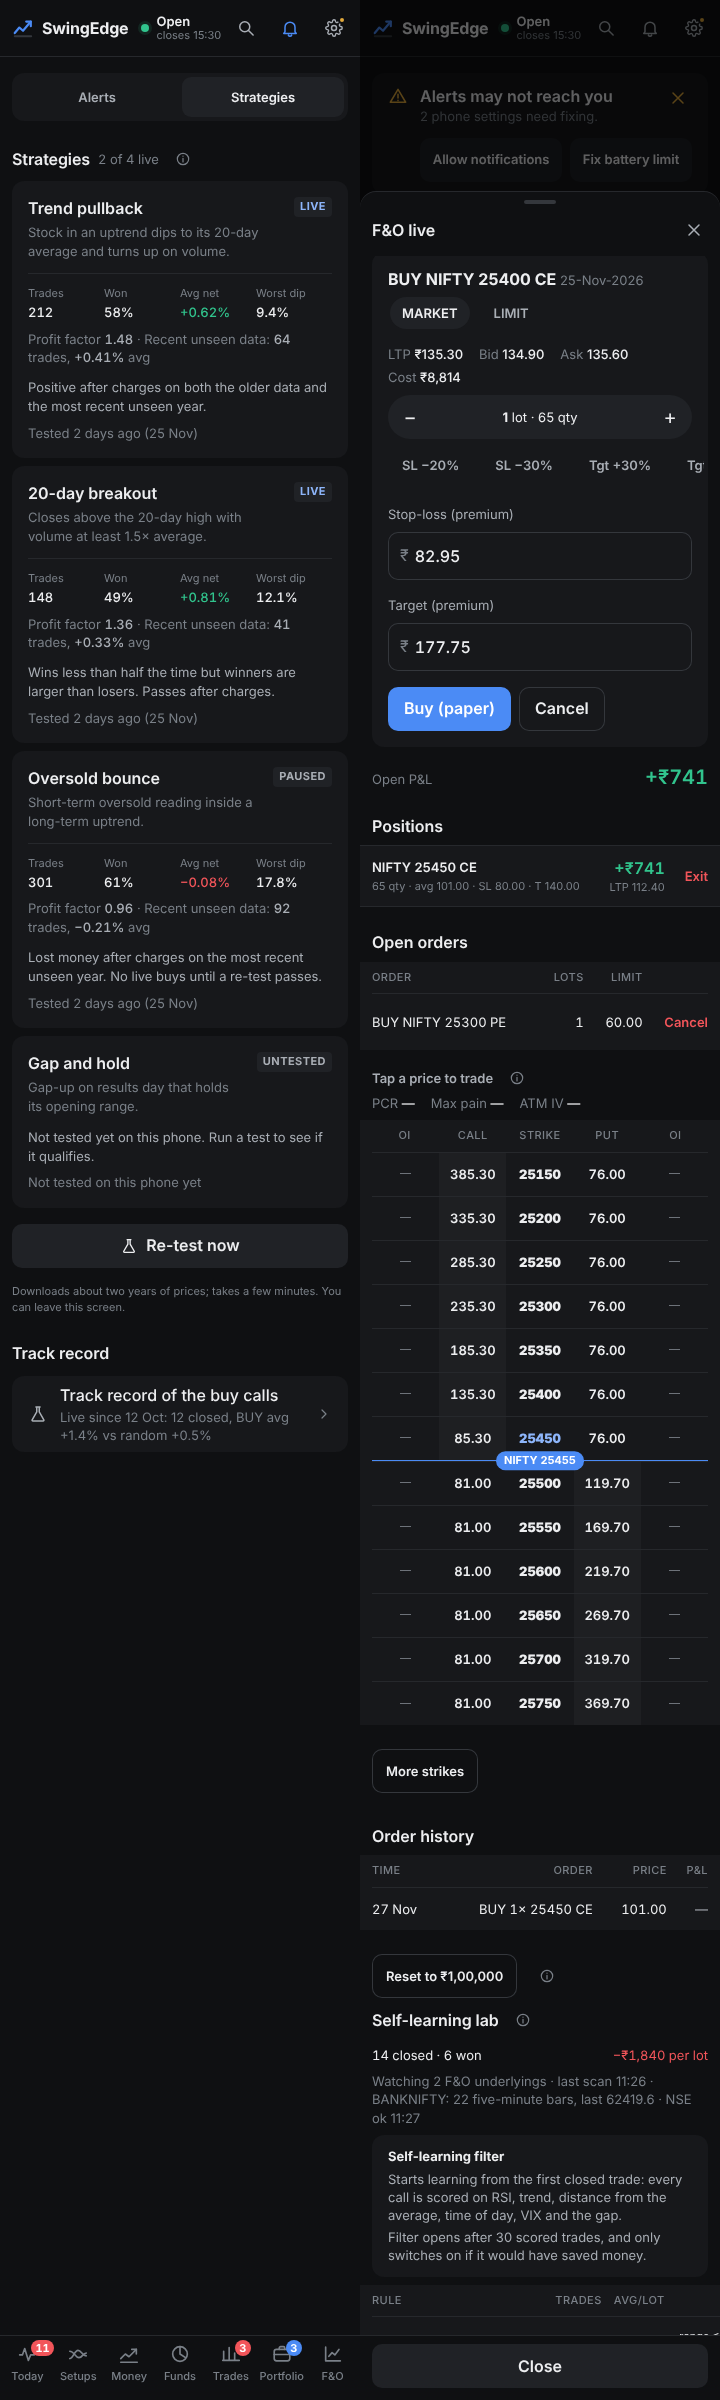 SwingEdge
Open
closes 15:30
Alerts
Strategies
Strategies 2 of 4 live
Trend pullback
LIVE
Stock in an uptrend dips to its 20-day
average and turns up on volume.
Trades Won Avg net Worst dip
212 58% +0.62% 9.4%
Profit factor 1.48 · Recent unseen data: 64
trades, +0.41% avg
Positive after charges on both the older data and
the most recent unseen year.
Tested 2 days ago (25 Nov)
20-day breakout
LIVE
Closes above the 20-day high with
volume at least 1.5× average.
Trades Won Avg net Worst dip
148 49% +0.81% 12.1%
Profit factor 1.36 · Recent unseen data: 41
trades, +0.33% avg
Wins less than half the time but winners are
larger than losers. Passes after charges.
Tested 2 days ago (25 Nov)
Oversold bounce
PAUSED
Short-term oversold reading inside a
long-term uptrend.
Trades Won Avg net Worst dip
301 61% −0.08% 17.8%
Profit factor 0.96 · Recent unseen data: 92
trades, −0.21% avg
Lost money after charges on the most recent
unseen year. No live buys until a re-test passes.
Tested 2 days ago (25 Nov)
Gap and hold
UNTESTED
Gap-up on results day that holds
its opening range.
Not tested yet on this phone. Run a test to see if
it qualifies.
Not tested on this phone yet
Re-test now
Downloads about two years of prices; takes a few minutes. You
can leave this screen.
Track record
Track record of the buy calls
Live since 12 Oct: 12 closed, BUY avg
+1.4% vs random +0.5%
11 3 3
Today Setups Money Funds Trades Portfolio F&O
SwingEdge
Open
closes 15:30
Alerts may not reach you
2 phone settings need fixing.
Allow notifications Fix battery limit
F&O live
BUY NIFTY 25400 CE 25-Nov-2026
MARKET LIMIT
LTP ₹135.30 Bid 134.90 Ask 135.60
Cost ₹8,814
− 1 lot · 65 qty +
SL −20% SL −30% Tgt +30% Tgt
Stop-loss (premium)
₹ 82.95
Target (premium)
₹ 177.75
Buy (paper) Cancel
Open P&L +₹741
Positions
NIFTY 25450 CE +₹741
65 qty · avg 101.00 · SL 80.00 · T 140.00 LTP 112.40
Exit
Open orders
ORDER LOTS LIMIT
BUY NIFTY 25300 PE 1 60.00 Cancel
Tap a price to trade
PCR — Max pain — ATM IV —
OI CALL STRIKE PUT OI
— 385.30 25150 76.00 —
— 335.30 25200 76.00 —
— 285.30 25250 76.00 —
— 235.30 25300 76.00 —
— 185.30 25350 76.00 —
— 135.30 25400 76.00 —
— 85.30 25450 76.00 —
NIFTY 25455
— 81.00 25500 119.70 —
— 81.00 25550 169.70 —
— 81.00 25600 219.70 —
— 81.00 25650 269.70 —
— 81.00 25700 319.70 —
— 81.00 25750 369.70 —
More strikes
Order history
TIME ORDER PRICE P&L
27 Nov BUY 1× 25450 CE 101.00 —
Reset to ₹1,00,000
Self-learning lab
14 closed · 6 won −₹1,840 per lot
Watching 2 F&O underlyings · last scan 11:26 ·
BANKNIFTY: 22 five-minute bars, last 62419.6 · NSE
ok 11:27
Self-learning filter
Starts learning from the first closed trade: every
call is scored on RSI, trend, distance from the
average, time of day, VIX and the gap.
Filter opens after 30 scored trades, and only
switches on if it would have saved money.
RULE TRADES AVG/LOT
Close